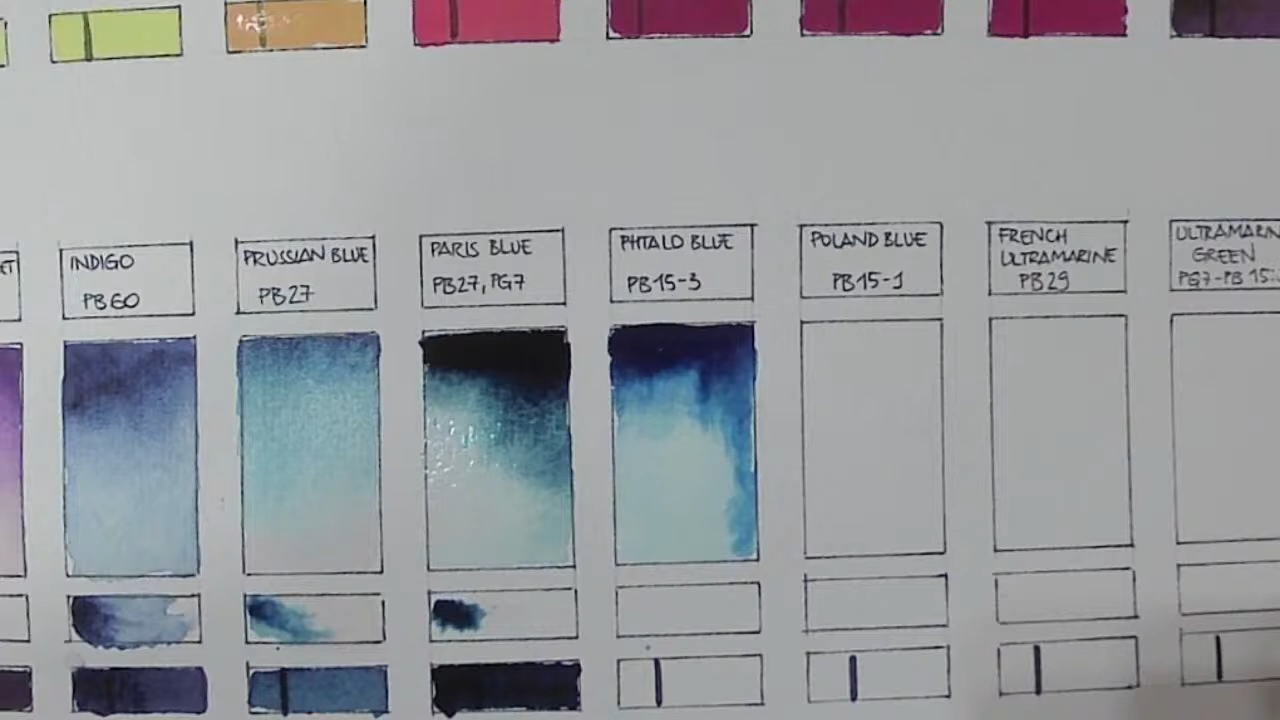 INDIGO
PB60
PRUSSIAN BLUE
PB27
PARIS BLUE
PB27, PG7
PHTALO BLUE
PB15-3
POLAND BLUE
PB15-1
FRENCH
ULTRAMARINE
PB29
GREEN